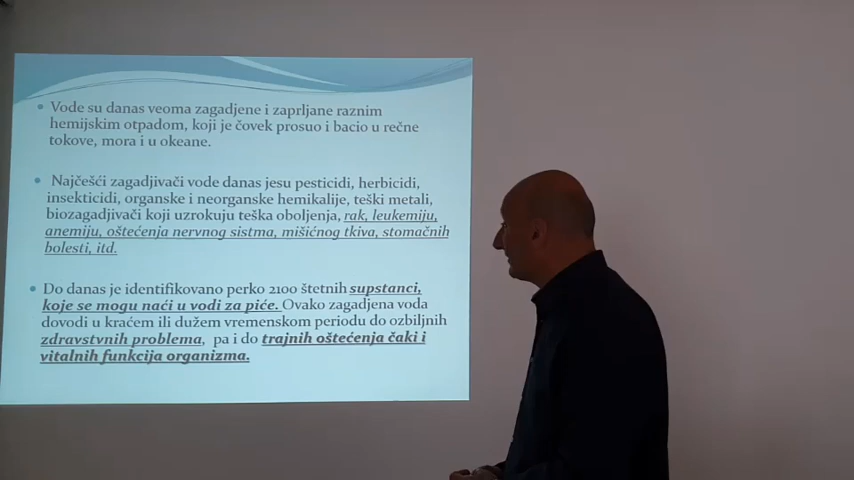 Vode su danas veoma zagadjene i zaprljane raznim
hemijskim otpadom, koji je čovek prosuo i bacio u rečne
tokove, mora i u okeane.
Najčešći zagadjivači vode danas jesu pesticidi, herbicidi,
insekticidi, organske i neorganske hemikalije, teški metali,
biozagadjivači koji uzrokuju teška oboljenja, rak, leukemiju,
anemiju, oštećenja nervnog sistma, mišićnog tkiva, stomačnih
bolesti, itd.
Do danas je identifikovano perko 2100 štetnih supstanci,
koje se mogu naći u vodi za piće. Ovako zagadjena voda
dovodi u kraćem ili dužem vremenskom periodu do ozbiljnih
zdravstvnih problema, pa i do trajnih oštećenja čaki i
vitalnih funkcija organizma.